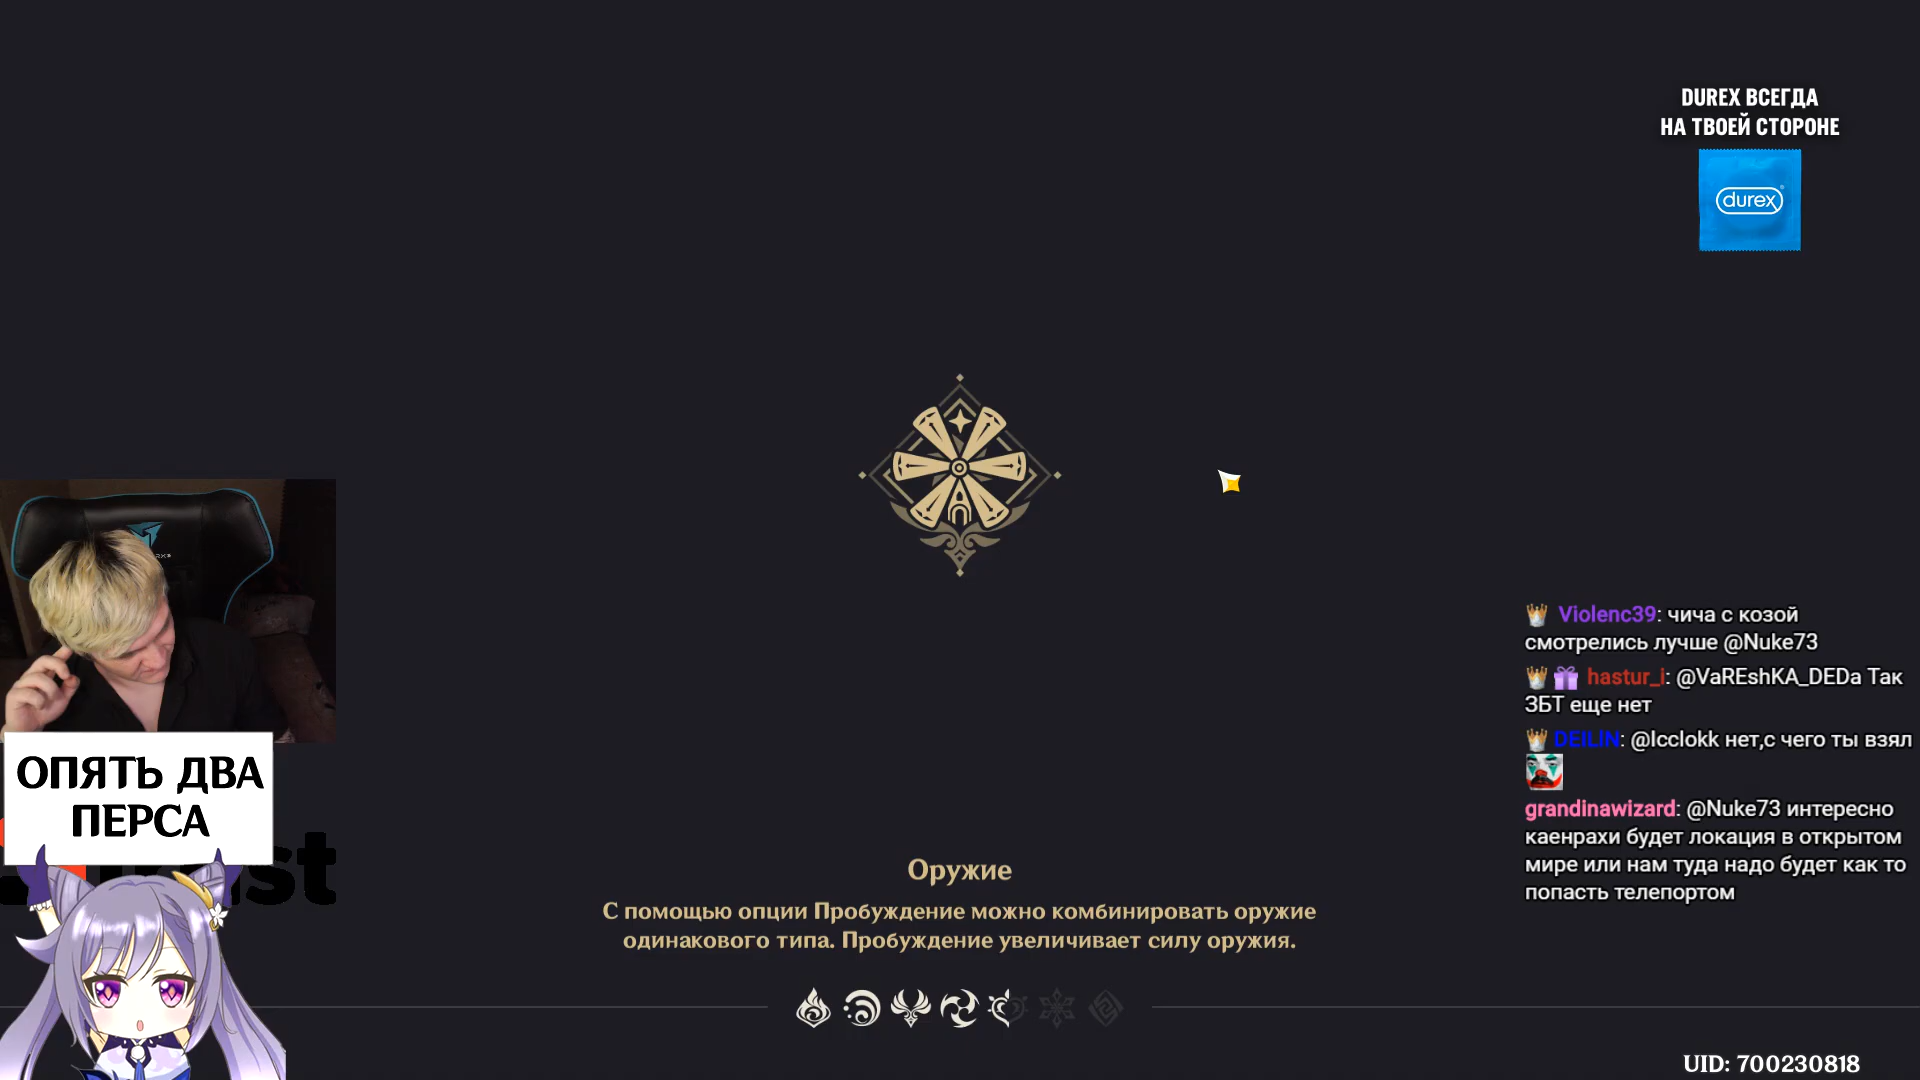 DUREX ВСЕГДА
НА ТВОЕЙ СТОРОНЕ
durex
Violenc39: чича с козой
смотрелись лучше @Nuke73
hastur_i: @VaREshKA_DEDa Так
ЗБТ еще нет
DEILIN: @Icclokk нет,с чего ты взял
grandinawizard: @Nuke73 интересно
каенрахи будет локация в открытом
мире или нам туда надо будет как то
попасть телепортом
ОПЯТЬ ДВА
ПЕРСА
Оружие
С помощью опции Пробуждение можно комбинировать оружие
одинакового типа. Пробуждение увеличивает силу оружия.
UID: 700230818